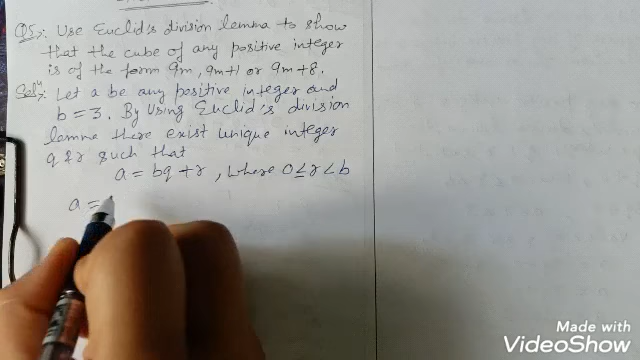 Q5: Use Euclid's division lemma to show
that the cube of any positive integer
is of the form 9m, 9m+1 or 9m+8.
Solⁿ: Let a be any positive integer and
b = 3. By Using Euclid's division
lemma there exist unique integer
q & r such that
a = bq + r, where 0 ≤ r < b
a =
Made with
VideoShow